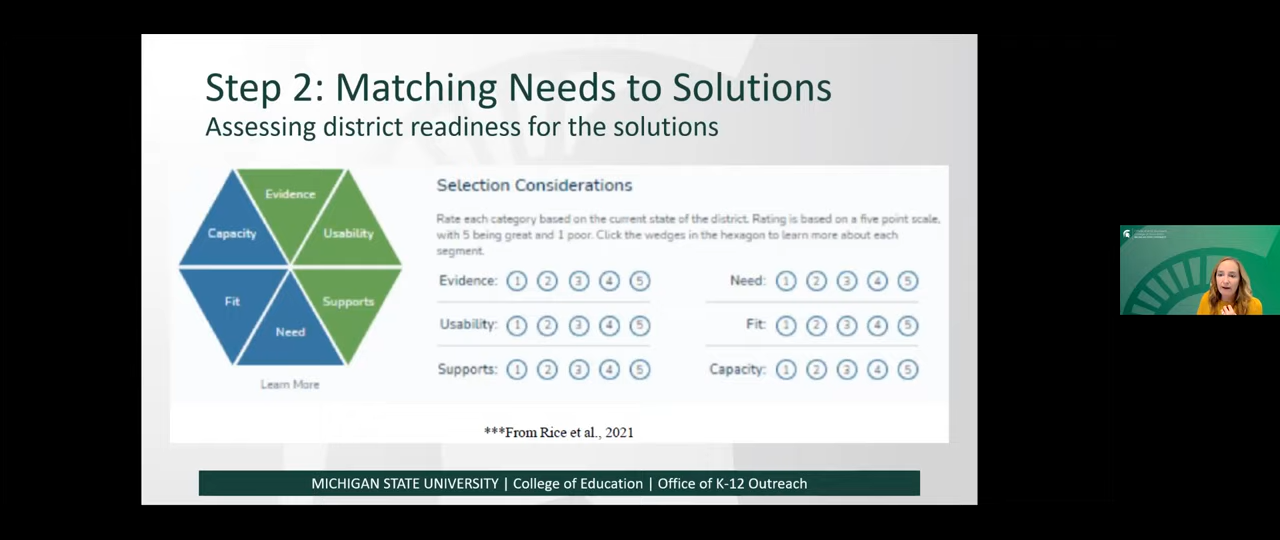 Step 2: Matching Needs to Solutions
Assessing district readiness for the solutions
Evidence
Capacity
Usability
Fit
Supports
Need
Learn More
Selection Considerations
Rate each category based on the current state of the district. Rating is based on a five point scale,
with 5 being great and 1 poor. Click the wedges in the hexagon to learn more about each
segment.
Evidence: 1 2 3 4 5
Need: 1 2 3 4 5
Usability: 1 2 3 4 5
Fit: 1 2 3 4 5
Supports: 1 2 3 4 5
Capacity: 1 2 3 4 5
***From Rice et al., 2021
MICHIGAN STATE UNIVERSITY | College of Education | Office of K-12 Outreach